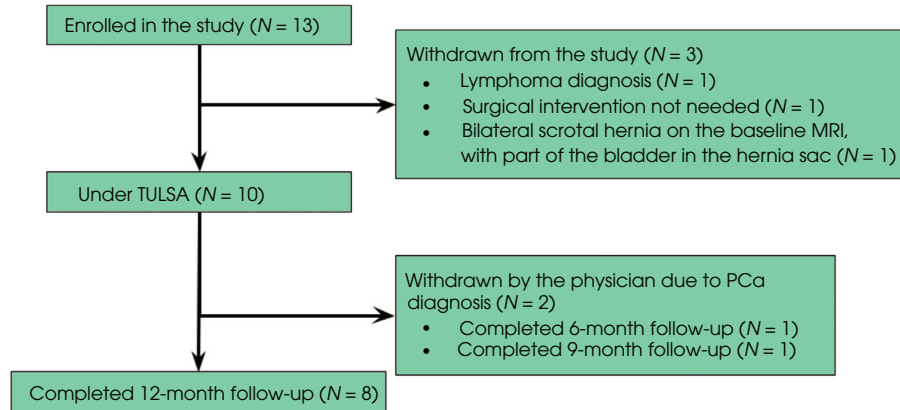 Enrolled in the study (N = 13)
Withdrawn from the study (N = 3)
• Lymphoma diagnosis (N = 1)
• Surgical intervention not needed (N = 1)
• Bilateral scrotal hernia on the baseline MRI,
with part of the bladder in the hernia sac (N = 1)
Under TULSA (N = 10)
Withdrawn by the physician due to PCa
diagnosis (N = 2)
• Completed 6-month follow-up (N = 1)
• Completed 9-month follow-up (N = 1)
Completed 12-month follow-up (N = 8)